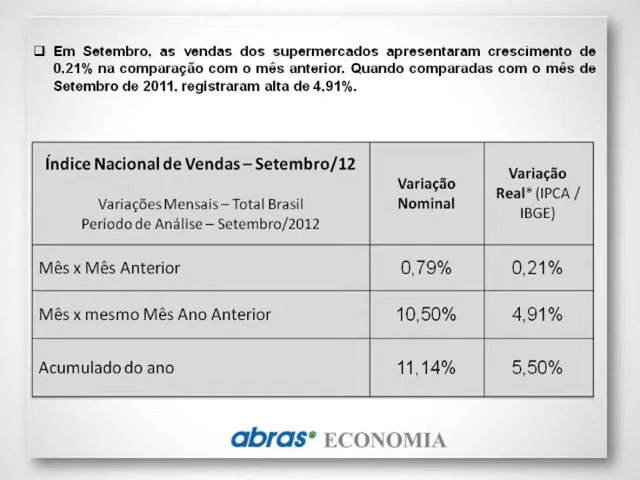 Em Setembro, as vendas dos supermercados apresentaram crescimento de
0,21% na comparação com o mês anterior. Quando comparadas com o mês de
Setembro de 2011, registraram alta de 4,91%.
Índice Nacional de Vendas – Setembro/12
Variações Mensais – Total Brasil
Período de Análise – Setembro/2012
Variação
Nominal
Variação
Real* (IPCA /
IBGE)
Mês x Mês Anterior 0,79% 0,21%
Mês x mesmo Mês Ano Anterior 10,50% 4,91%
Acumulado do ano 11,14% 5,50%
abras ECONOMIA